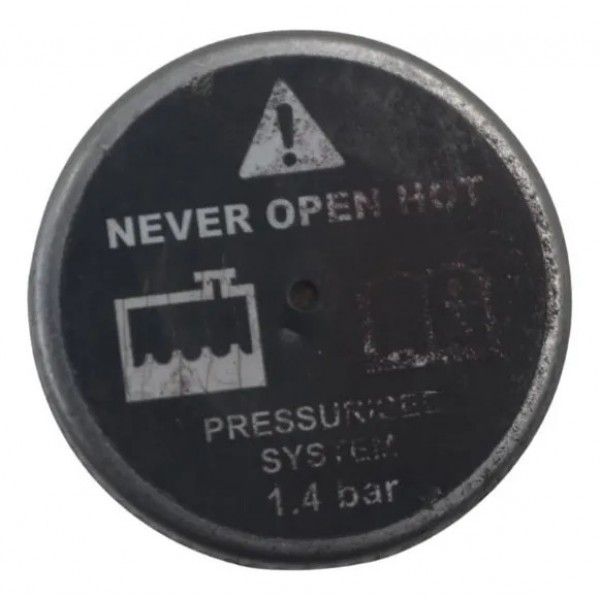 NEVER OPEN HOT
PRESSURISED
SYSTEM
1.4 bar